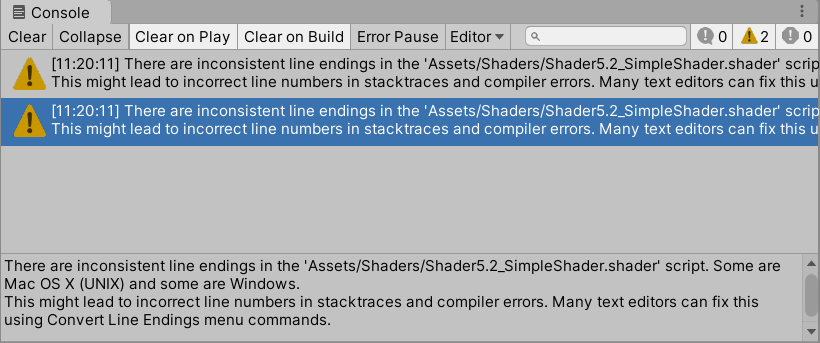 Console
Clear Collapse Clear on Play Clear on Build Error Pause Editor 0 2 0
[11:20:11] There are inconsistent line endings in the 'Assets/Shaders/Shader5.2_SimpleShader.shader' scrip
This might lead to incorrect line numbers in stacktraces and compiler errors. Many text editors can fix this u
[11:20:11] There are inconsistent line endings in the 'Assets/Shaders/Shader5.2_SimpleShader.shader' scrip
This might lead to incorrect line numbers in stacktraces and compiler errors. Many text editors can fix this u
There are inconsistent line endings in the 'Assets/Shaders/Shader5.2_SimpleShader.shader' script. Some are
Mac OS X (UNIX) and some are Windows.
This might lead to incorrect line numbers in stacktraces and compiler errors. Many text editors can fix this
using Convert Line Endings menu commands.